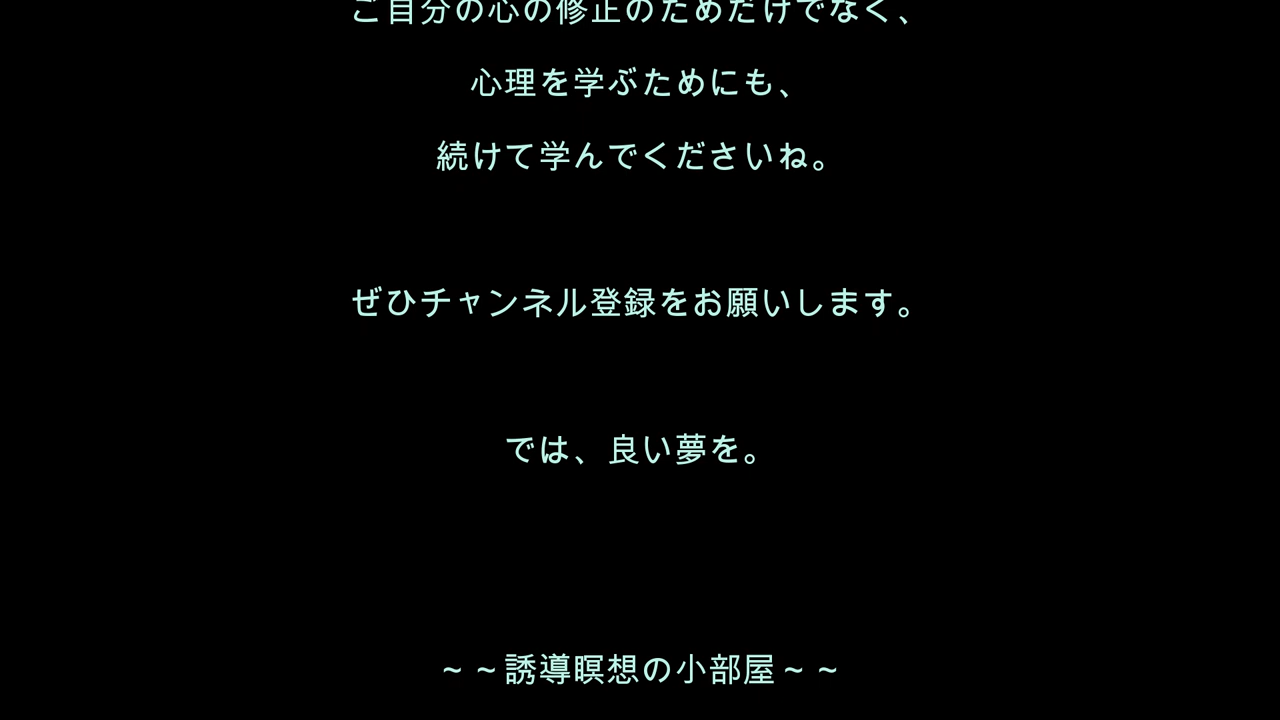 ご自分の心の修正のためだけでなく、
心理を学ぶためにも、
続けて学んでくださいね。
ぜひチャンネル登録をお願いします。
では、良い夢を。
~~誘導瞑想の小部屋~~